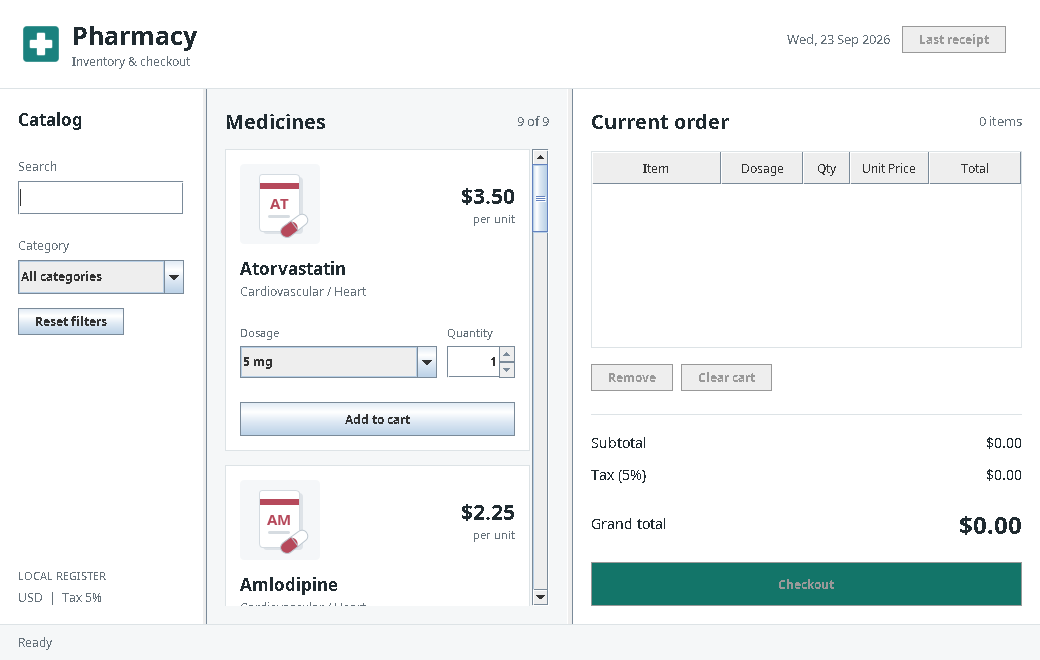 Pharmacy
Inventory & checkout
Wed, 23 Sep 2026
Last receipt
Catalog
Search
Category
All categories
Reset filters
LOCAL REGISTER
USD | Tax 5%
Medicines
9 of 9
AT
$3.50
per unit
Atorvastatin
Cardiovascular / Heart
Dosage
Quantity
5 mg
1
Add to cart
AM
$2.25
per unit
Amlodipine
Cardiovascular / Heart
Current order
0 items
Item Dosage Qty Unit Price Total
Remove
Clear cart
Subtotal $0.00
Tax (5%) $0.00
Grand total $0.00
Checkout
Ready